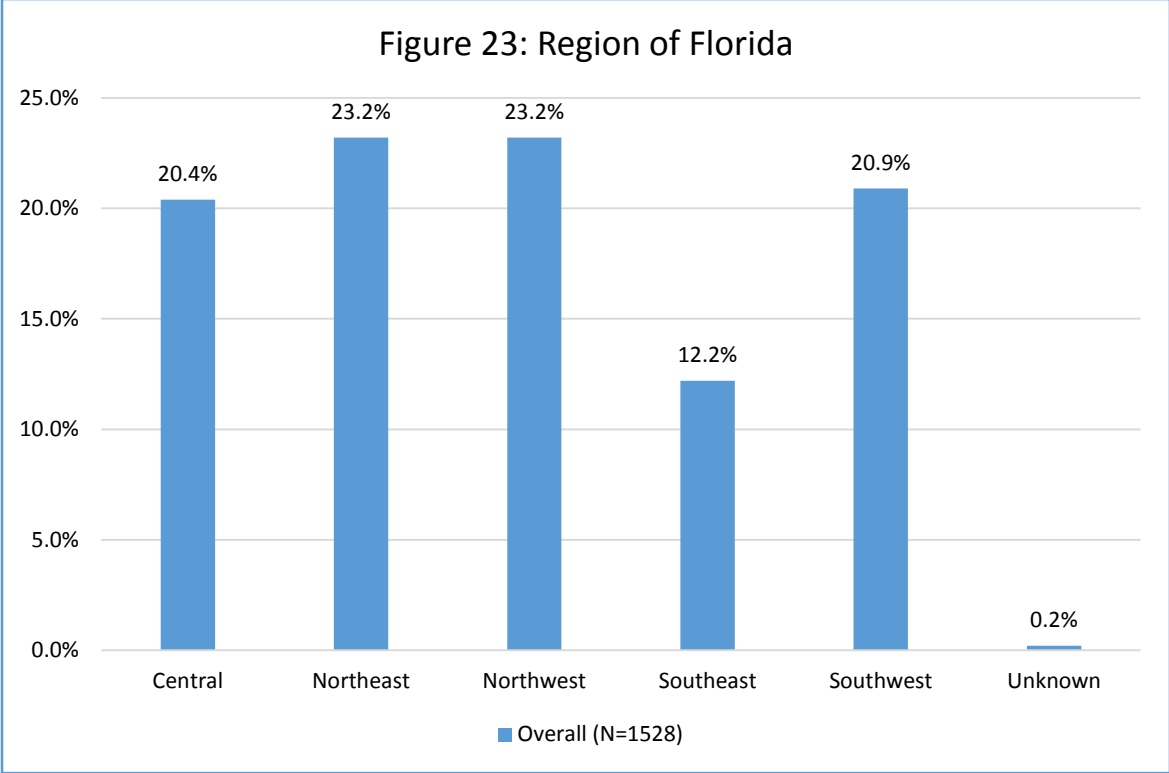 Figure 23: Region of Florida
25.0%
20.0%
15.0%
10.0%
5.0%
0.0%
20.4%
23.2%
23.2%
12.2%
20.9%
0.2%
Central
Northeast
Northwest
Southeast
Southwest
Unknown
Overall (N=1528)